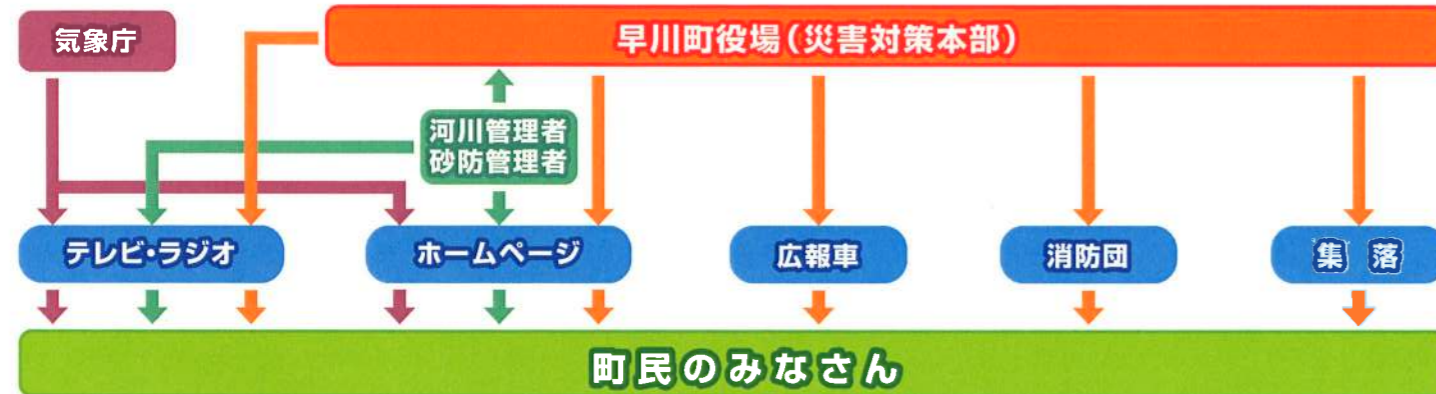 気象庁
早川町役場（災害対策本部）
河川管理者
砂防管理者
テレビ・ラジオ
ホームページ
広報車
消防団
集 落
町民のみなさん